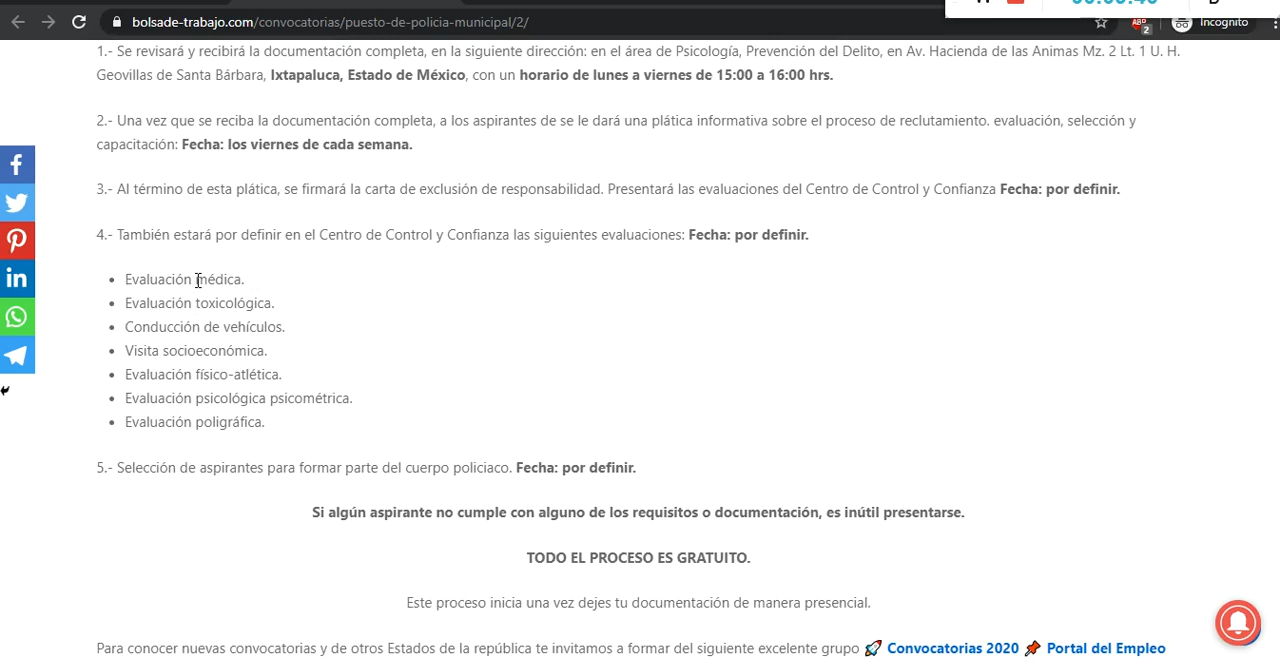 bolsade-trabajo.com/convocatorias/puesto-de-policia-municipal/2/
ABP
2
Incognito
1.- Se revisará y recibirá la documentación completa, en la siguiente dirección: en el área de Psicología, Prevención del Delito, en Av. Hacienda de las Animas Mz. 2 Lt. 1 U. H.
Geovillas de Santa Bárbara, Ixtapaluca, Estado de México, con un horario de lunes a viernes de 15:00 a 16:00 hrs.
2.- Una vez que se reciba la documentación completa, a los aspirantes de se le dará una plática informativa sobre el proceso de reclutamiento. evaluación, selección y
capacitación: Fecha: los viernes de cada semana.
3.- Al término de esta plática, se firmará la carta de exclusión de responsabilidad. Presentará las evaluaciones del Centro de Control y Confianza Fecha: por definir.
4.- También estará por definir en el Centro de Control y Confianza las siguientes evaluaciones: Fecha: por definir.
• Evaluación médica.
• Evaluación toxicológica.
• Conducción de vehículos.
• Visita socioeconómica.
• Evaluación físico-atlética.
• Evaluación psicológica psicométrica.
• Evaluación poligráfica.
5.- Selección de aspirantes para formar parte del cuerpo policiaco. Fecha: por definir.
Si algún aspirante no cumple con alguno de los requisitos o documentación, es inútil presentarse.
TODO EL PROCESO ES GRATUITO.
Este proceso inicia una vez dejes tu documentación de manera presencial.
Para conocer nuevas convocatorias y de otros Estados de la república te invitamos a formar del siguiente excelente grupo 🚀 Convocatorias 2020 📌 Portal del Empleo